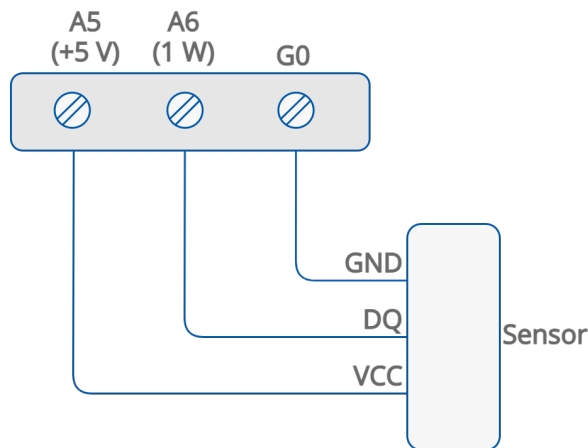 A5
(+5 V)
A6
(1 W)
G0
GND
DQ
Sensor
VCC